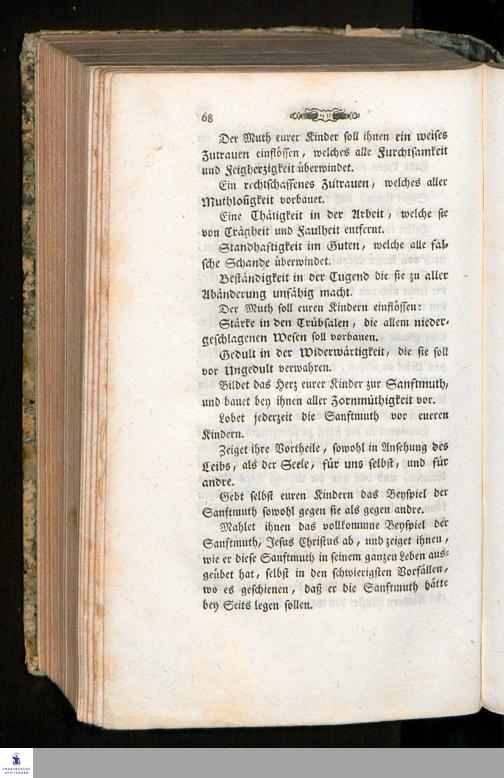 68
Der Muth eurer Kinder soll ihnen ein weises
Zutrauen einflössen, welches alle Furchtsamkeit
und Feigherzigkeit überwindet.
Ein rechtschaffenes Zutrauen, welches aller
Muthlosigkeit vorbauet.
Eine Thätigkeit in der Arbeit, welche sie
von Trägheit und Faulheit entfernt.
Standhaftigkeit im Guten, welche alle fal-
sche Schande überwindet.
Beständigkeit in der Tugend die sie zu aller
Abänderung unfähig macht.
Der Muth soll euren Kindern einflössen:
Stärke in den Trübsalen, die allem nieder-
geschlagenen Wesen soll vorbauen.
Gedult in der Widerwärtigkeit, die sie soll
vor Ungedult verwahren.
Bildet das Herz eurer Kinder zur Sanftmuth,
und bauet bey ihnen aller Zornmüthigkeit vor.
Lobet jederzeit die Sanftmuth vor eueren
Kindern.
Zeiget ihre Vortheile, sowohl in Ansehung des
Leibs, als der Seele, für uns selbst, und für
andre.
Gebt selbst euren Kindern das Beyspiel der
Sanftmuth sowohl gegen sie als gegen andre.
Mahlet ihnen das vollkommne Beyspiel der
Sanftmuth, Jesus Christus ab, und zeiget ihnen,
wie er diese Sanftmuth in seinem ganzen Leben aus-
geübet hat, selbst in den schwierigsten Vorfällen,
wo es geschienen, daß er die Sanftmuth hätte
bey Seits legen sollen.
FRANCKESCHE
STIFTUNGEN